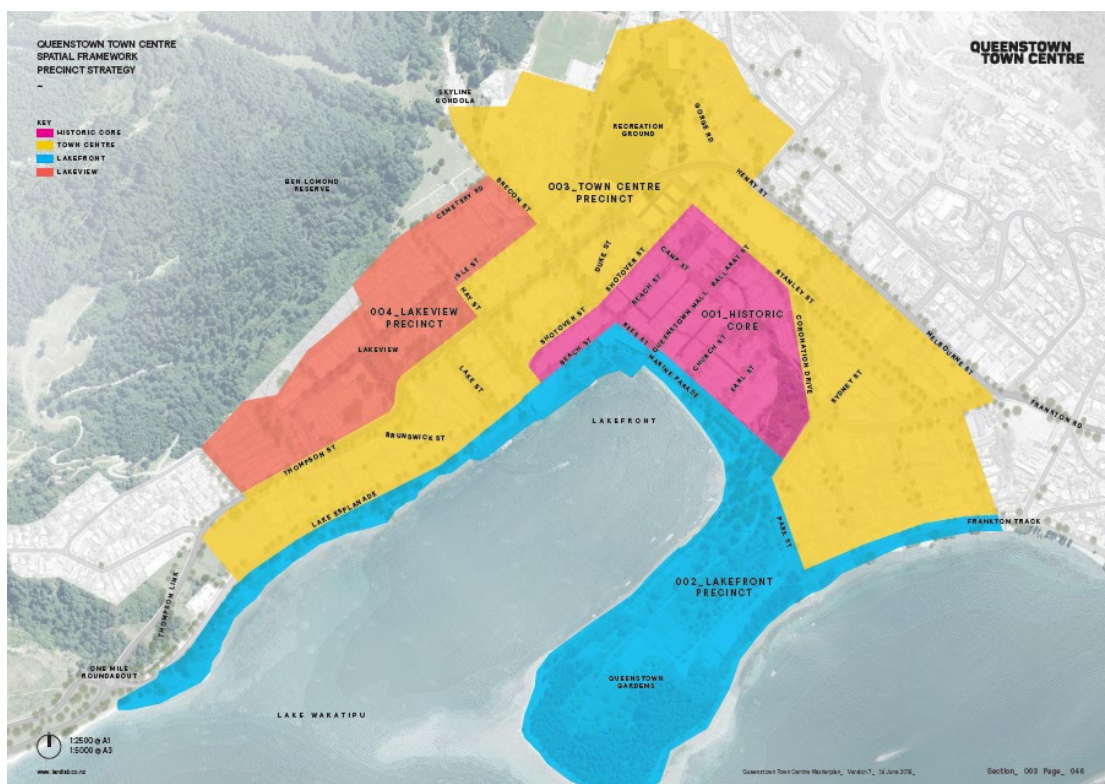 QUEENSTOWN TOWN CENTRE
SPATIAL FRAMEWORK
PRECINCT STRATEGY
–
QUEENSTOWN
TOWN CENTRE
KEY
HISTORIC CORE
TOWN CENTRE
LAKEFRONT
LAKEVIEW
SKYLINE
GONDOLA
RECREATION
GROUND
GORGE RD
BEN LOMOND
RESERVE
CEMETERY RD
BRECON ST
003_TOWN CENTRE
PRECINCT
HENRY ST
ISLE ST
HAY ST
DUKE ST
SHOTOVER ST
CAMP ST
BALLARAT ST
BEACH ST
STANLEY ST
004_LAKEVIEW
PRECINCT
LAKEVIEW
SHOTOVER ST
BEACH ST
REES ST
QUEENSTOWN MALL
001_HISTORIC
CORE
CHURCH ST
EARL ST
MARINE PARADE
CORONATION DRIVE
SYDNEY ST
MELBOURNE ST
FRANKTON RD
LAKE ST
LAKEFRONT
BRUNSWICK ST
THOMPSON ST
LAKE ESPLANADE
PARK ST
FRANKTON TRACK
002_LAKEFRONT
PRECINCT
THOMPSON LINK
ONE MILE
ROUNDABOUT
QUEENSTOWN
GARDENS
LAKE WAKATIPU
1:2500 @ A1
1:5000 @ A3
www.landlab.co.nz
Queenstown Town Centre Masterplan_ Version 7_ 14 June 2018_
Section_ 003 Page_ 046